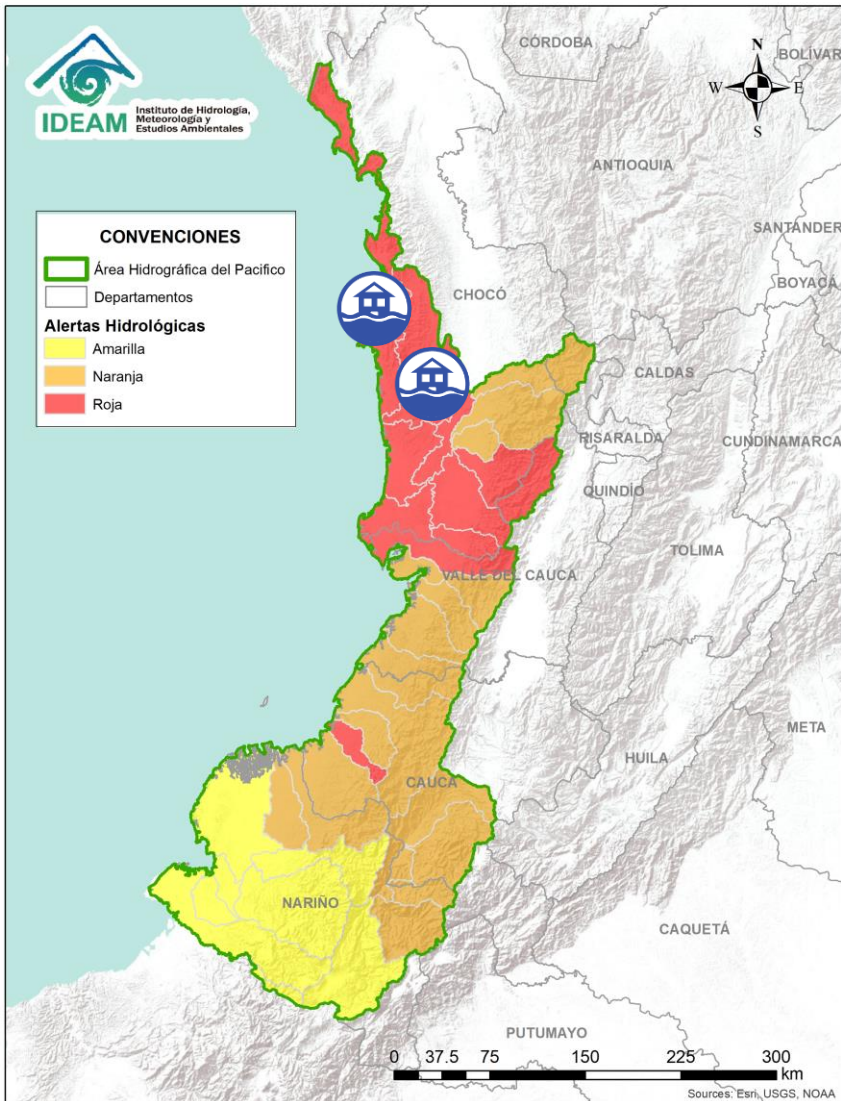 IDEAM
Instituto de Hidrología,
Meteorología y
Estudios Ambientales
CÓRDOBA
BOLÍVAR
N
W
E
S
ANTIOQUIA
SANTANDER
BOYACÁ
CONVENCIONES
Área Hidrográfica del Pacifico
Departamentos
Alertas Hidrológicas
Amarilla
Naranja
Roja
CHOCÓ
CALDAS
RISARALDA
CUNDINAMARCA
QUINDÍO
TOLIMA
VALLE DEL CAUCA
META
HUILA
CAUCA
NARIÑO
CAQUETÁ
PUTUMAYO
0 37.5 75 150 225 300
km
Sources: Esri, USGS, NOAA